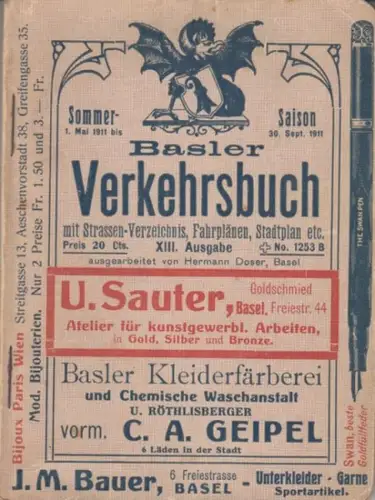 Sommer-
1. Mai 1911 bis
Saison
30. Sept. 1911
Basler
Verkehrsbuch
mit Strassen-Verzeichnis, Fahrplänen, Stadtplan etc.
Preis 20 Cts. XIII. Ausgabe No. 1253 B
ausgearbeitet von Hermann Doser, Basel
U. Sauter, Goldschmied
Basel, Freiestr. 44
Atelier für kunstgewerbl. Arbeiten,
in Gold, Silber und Bronze.
Basler Kleiderfärberei
und Chemische Waschanstalt
U. RÖTHLISBERGER
vorm. C. A. GEIPEL
6 Läden in der Stadt
J. M. Bauer, 6 Freiestrasse BASEL - Unterkleider - Garne
Sportartikel.
Bijoux Paris Wien Streitgasse 13, Aeschenvorstadt 38, Greifengasse 35.
Mod. Bijouterien. Nur 2 Preise Fr. 1. 50 und 3.— Fr.
THE SWAN PEN
Swan, beste
Goldfüllfeder